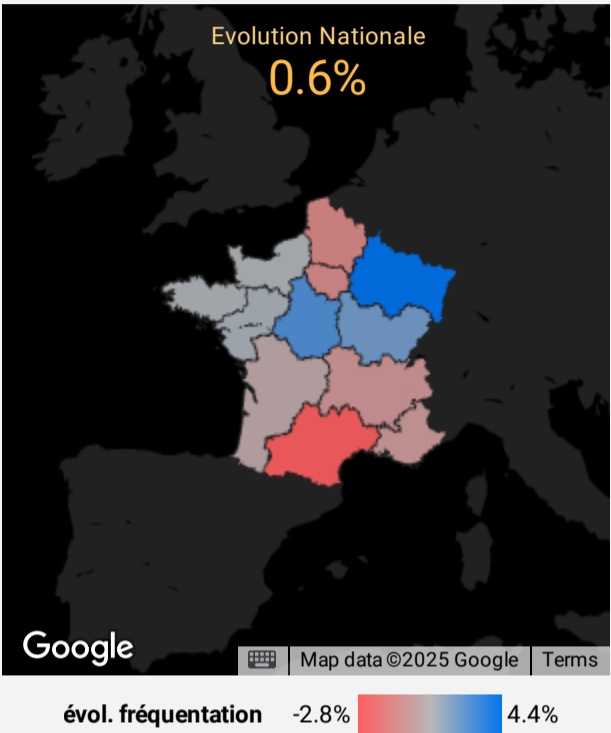 Evolution Nationale
0.6%
Google
Map data ©2025 Google
Terms
évol. fréquentation
-2.8%
4.4%